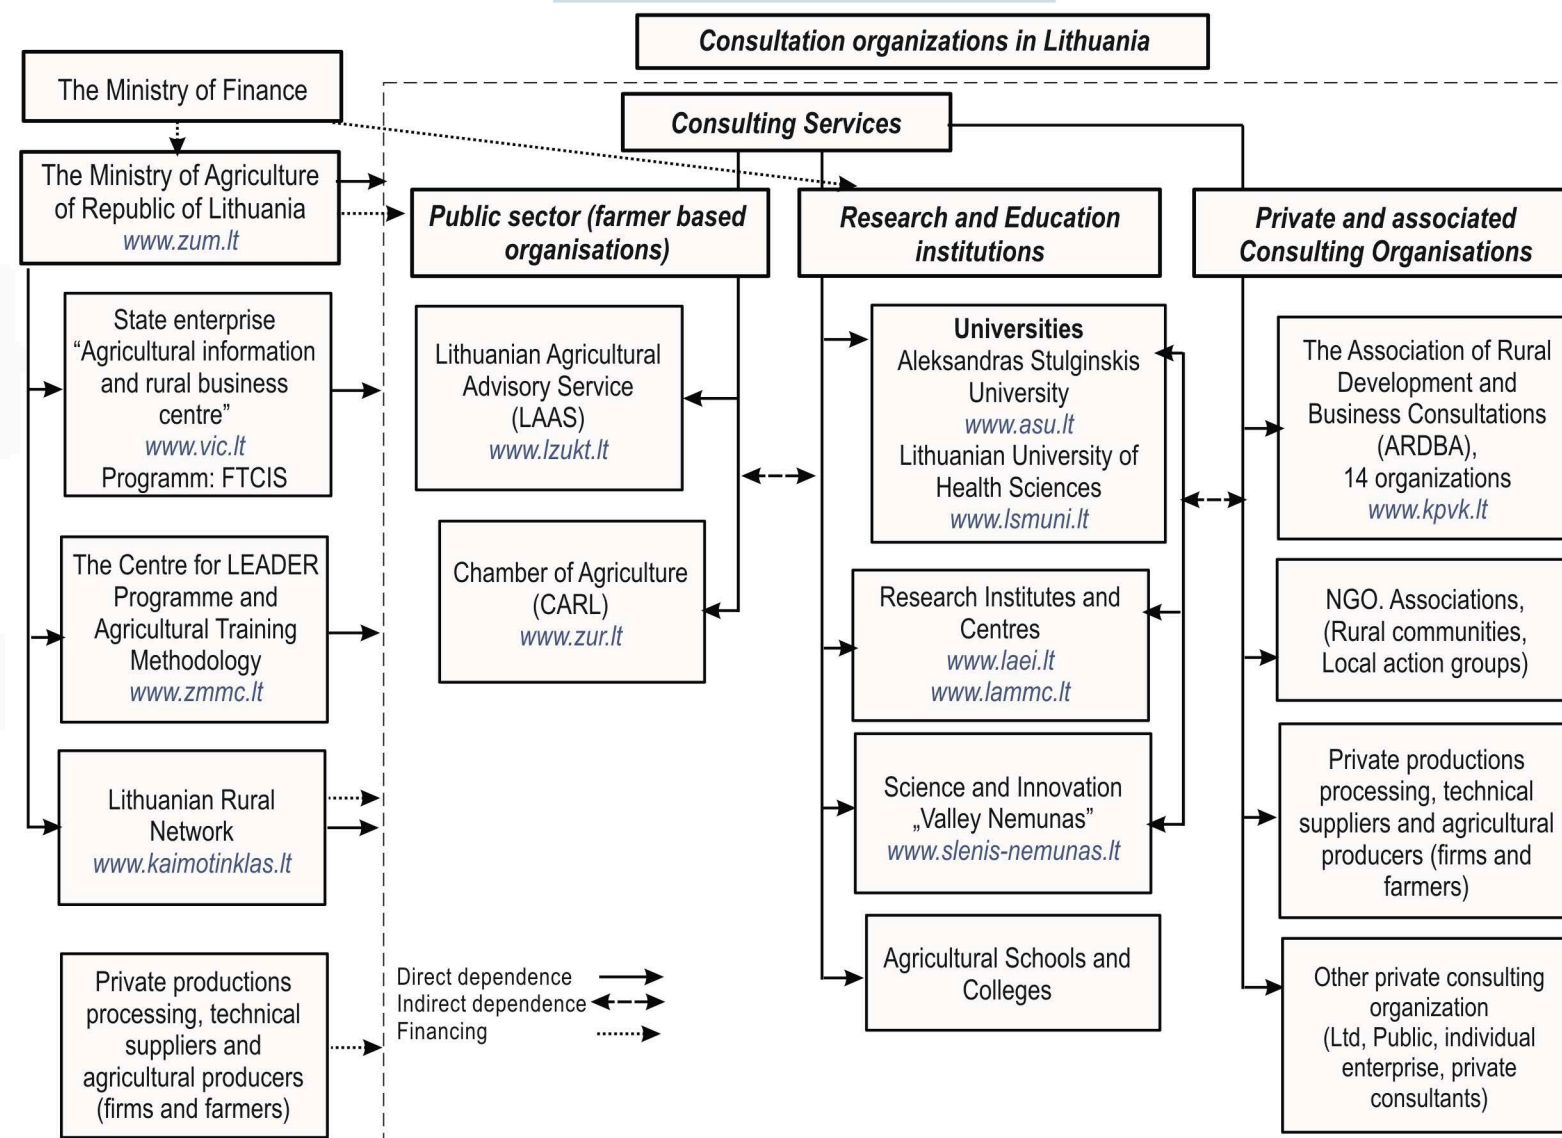 Consultation organizations in Lithuania
The Ministry of Finance
Consulting Services
The Ministry of Agriculture
of Republic of Lithuania
www.zum.lt
Public sector (farmer based
organisations)
Research and Education
institutions
Private and associated
Consulting Organisations
State enterprise
“Agricultural information
and rural business
centre”
www.vic.lt
Programm: FTCIS
The Centre for LEADER
Programme and
Agricultural Training
Methodology
www.zmmc.lt
Lithuanian Rural
Network
www.kaimotinklas.lt
Private productions
processing, technical
suppliers and
agricultural producers
(firms and farmers)
Lithuanian Agricultural
Advisory Service
(LAAS)
www.lzukt.lt
Chamber of Agriculture
(CARL)
www.zur.lt
Direct dependence
Indirect dependence
Financing
Universities
Aleksandras Stulginskis
University
www.asu.lt
Lithuanian University of
Health Sciences
www.lsmuni.lt
Research Institutes and
Centres
www.laei.lt
www.lammc.lt
Science and Innovation
„Valley Nemunas”
www.slenis-nemunas.lt
Agricultural Schools and
Colleges
The Association of Rural
Development and
Business Consultations
(ARDBA),
14 organizations
www.kpvk.lt
NGO. Associations,
(Rural communities,
Local action groups)
Private productions
processing, technical
suppliers and agricultural
producers (firms and
farmers)
Other private consulting
organization
(Ltd, Public, individual
enterprise, private
consultants)